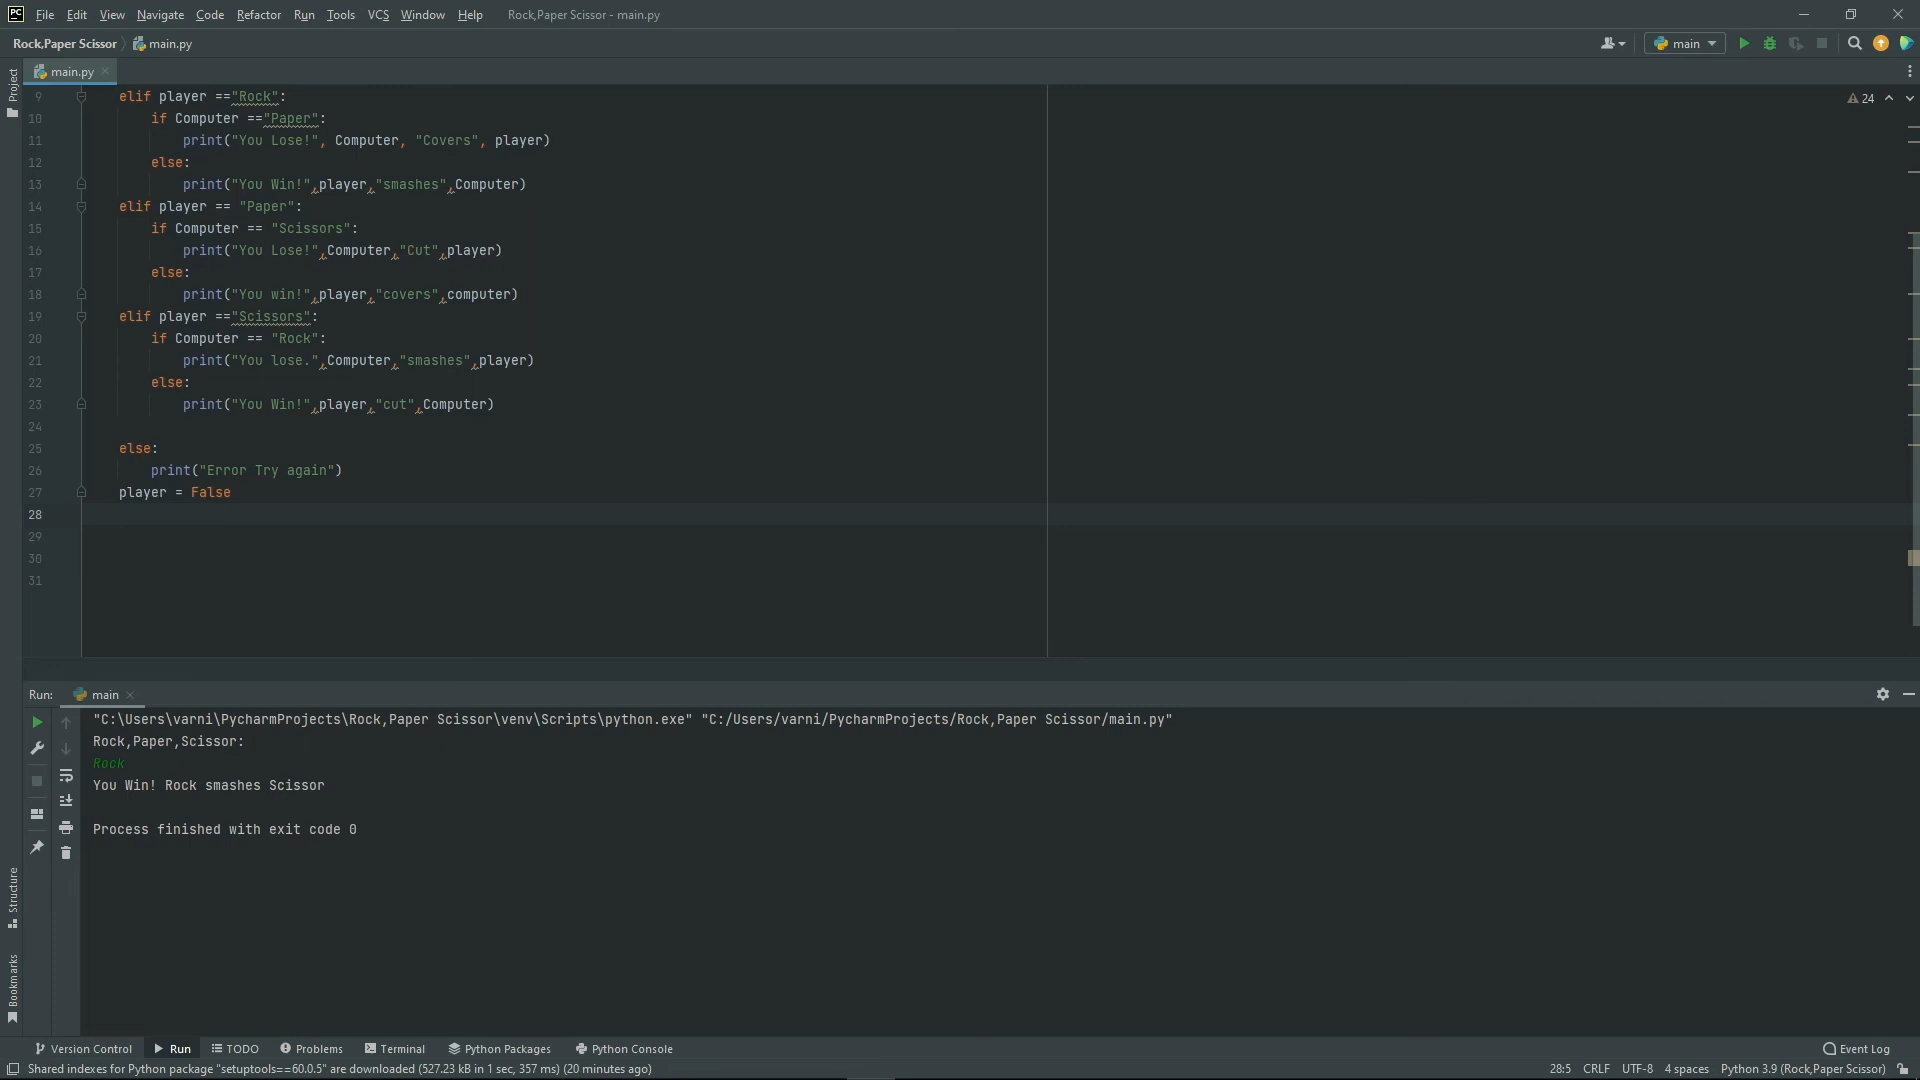 PC File Edit View Navigate Code Refactor Run Tools VCS Window Help Rock,Paper Scissor - main.py
Rock,Paper Scissor main.py main
Project main.py
9 elif player =="Rock": 24
10 if Computer =="Paper":
11 print("You Lose!", Computer, "Covers", player)
12 else:
13 print("You Win!",player,"smashes",Computer)
14 elif player == "Paper":
15 if Computer == "Scissors":
16 print("You Lose!",Computer,"Cut",player)
17 else:
18 print("You win!",player,"covers",computer)
19 elif player =="Scissors":
20 if Computer == "Rock":
21 print("You lose.",Computer,"smashes",player)
22 else:
23 print("You Win!",player,"cut",Computer)
24
25 else:
26 print("Error Try again")
27 player = False
28
29
30
31
Run: main
"C:\Users\varni\PycharmProjects\Rock,Paper Scissor\venv\Scripts\python.exe" "C:/Users/varni/PycharmProjects/Rock,Paper Scissor/main.py"
Rock,Paper,Scissor:
Rock
You Win! Rock smashes Scissor
Process finished with exit code 0
Structure
Bookmarks
Version Control Run TODO Problems Terminal Python Packages Python Console Event Log
Shared indexes for Python package "setuptools==60.0.5" are downloaded (527.23 kB in 1 sec, 357 ms) (20 minutes ago) 28:5 CRLF UTF-8 4 spaces Python 3.9 (Rock,Paper Scissor)